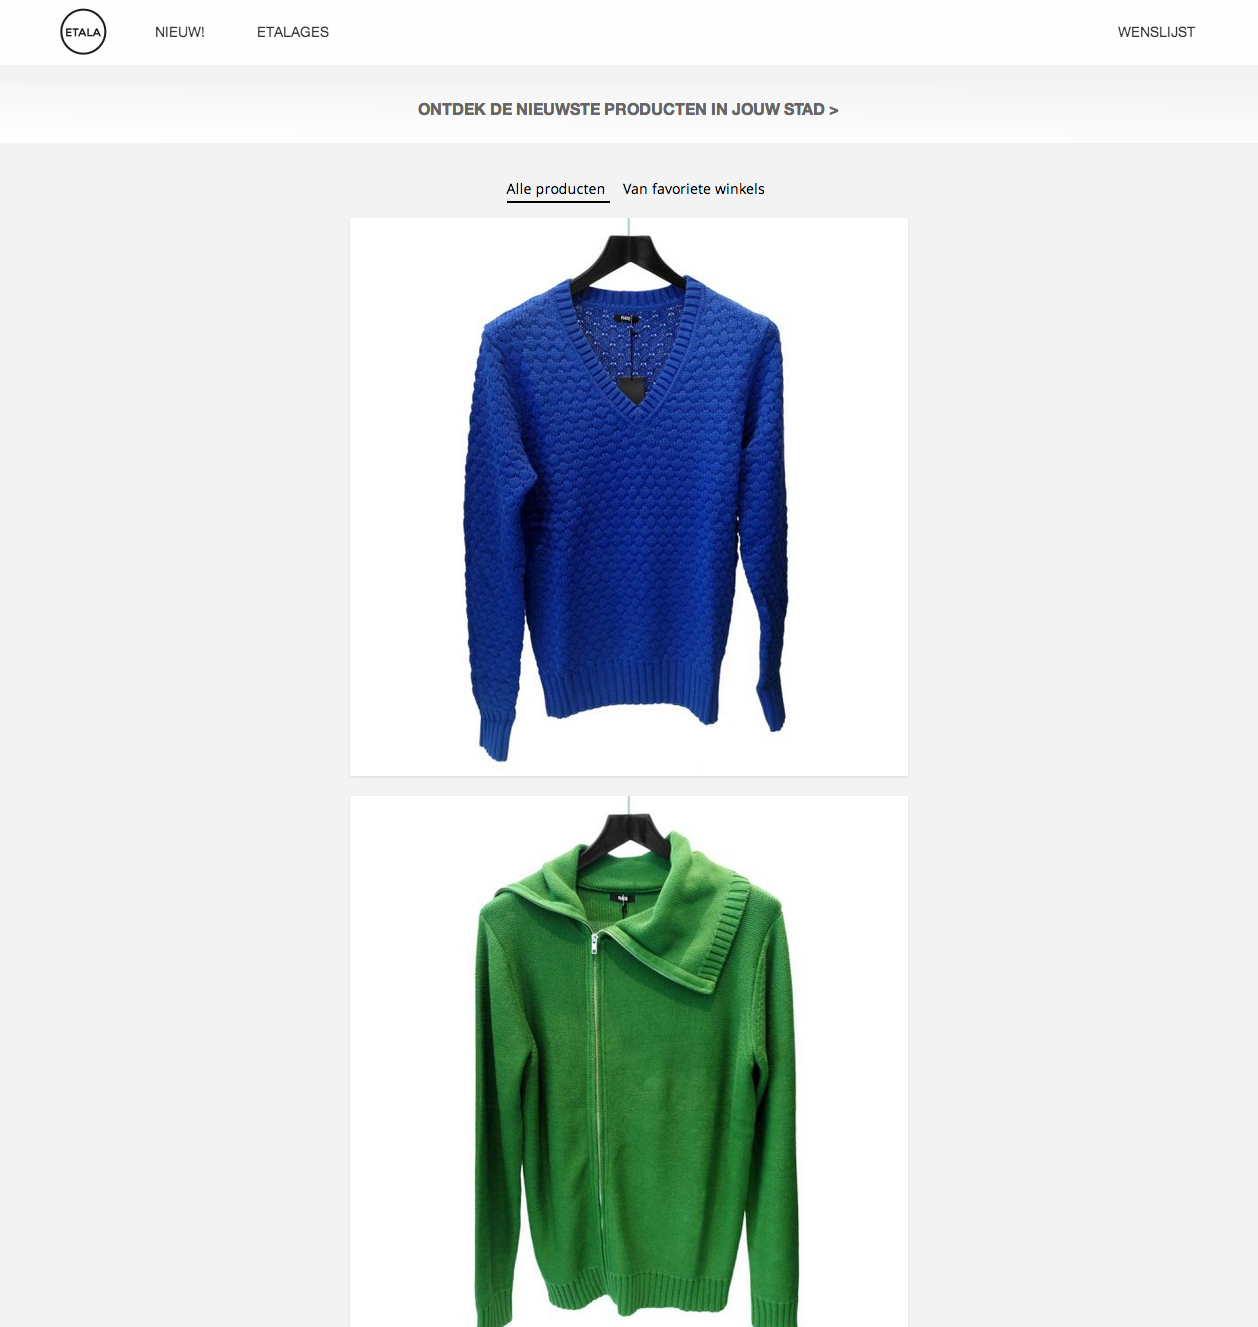 ETALA
NIEUW!
ETALAGES
WENSLIJST
ONTDEK DE NIEUWSTE PRODUCTEN IN JOUW STAD >
Alle producten
Van favoriete winkels